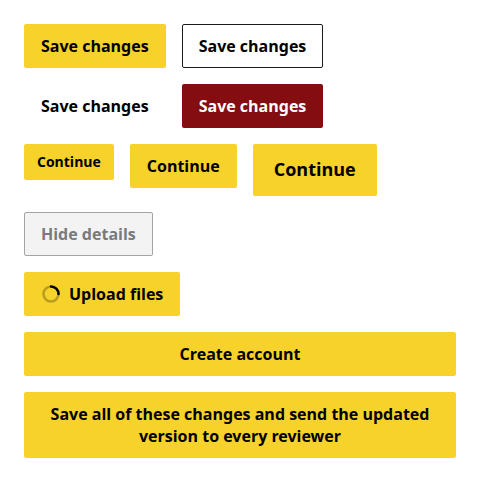 Save changes
Save changes
Save changes
Save changes
Continue
Continue
Continue
Hide details
Upload files
Create account
Save all of these changes and send the updated
version to every reviewer